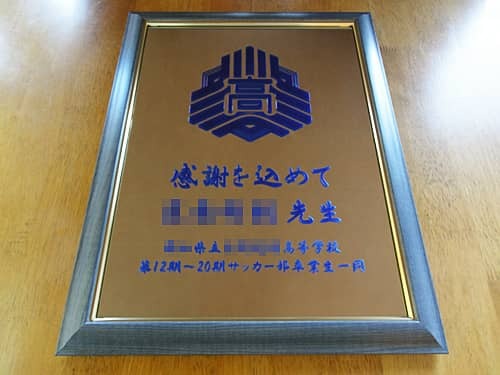 高
感謝を込めて
先生
県立 高等学校
第12期～20期サッカー部卒業生一同